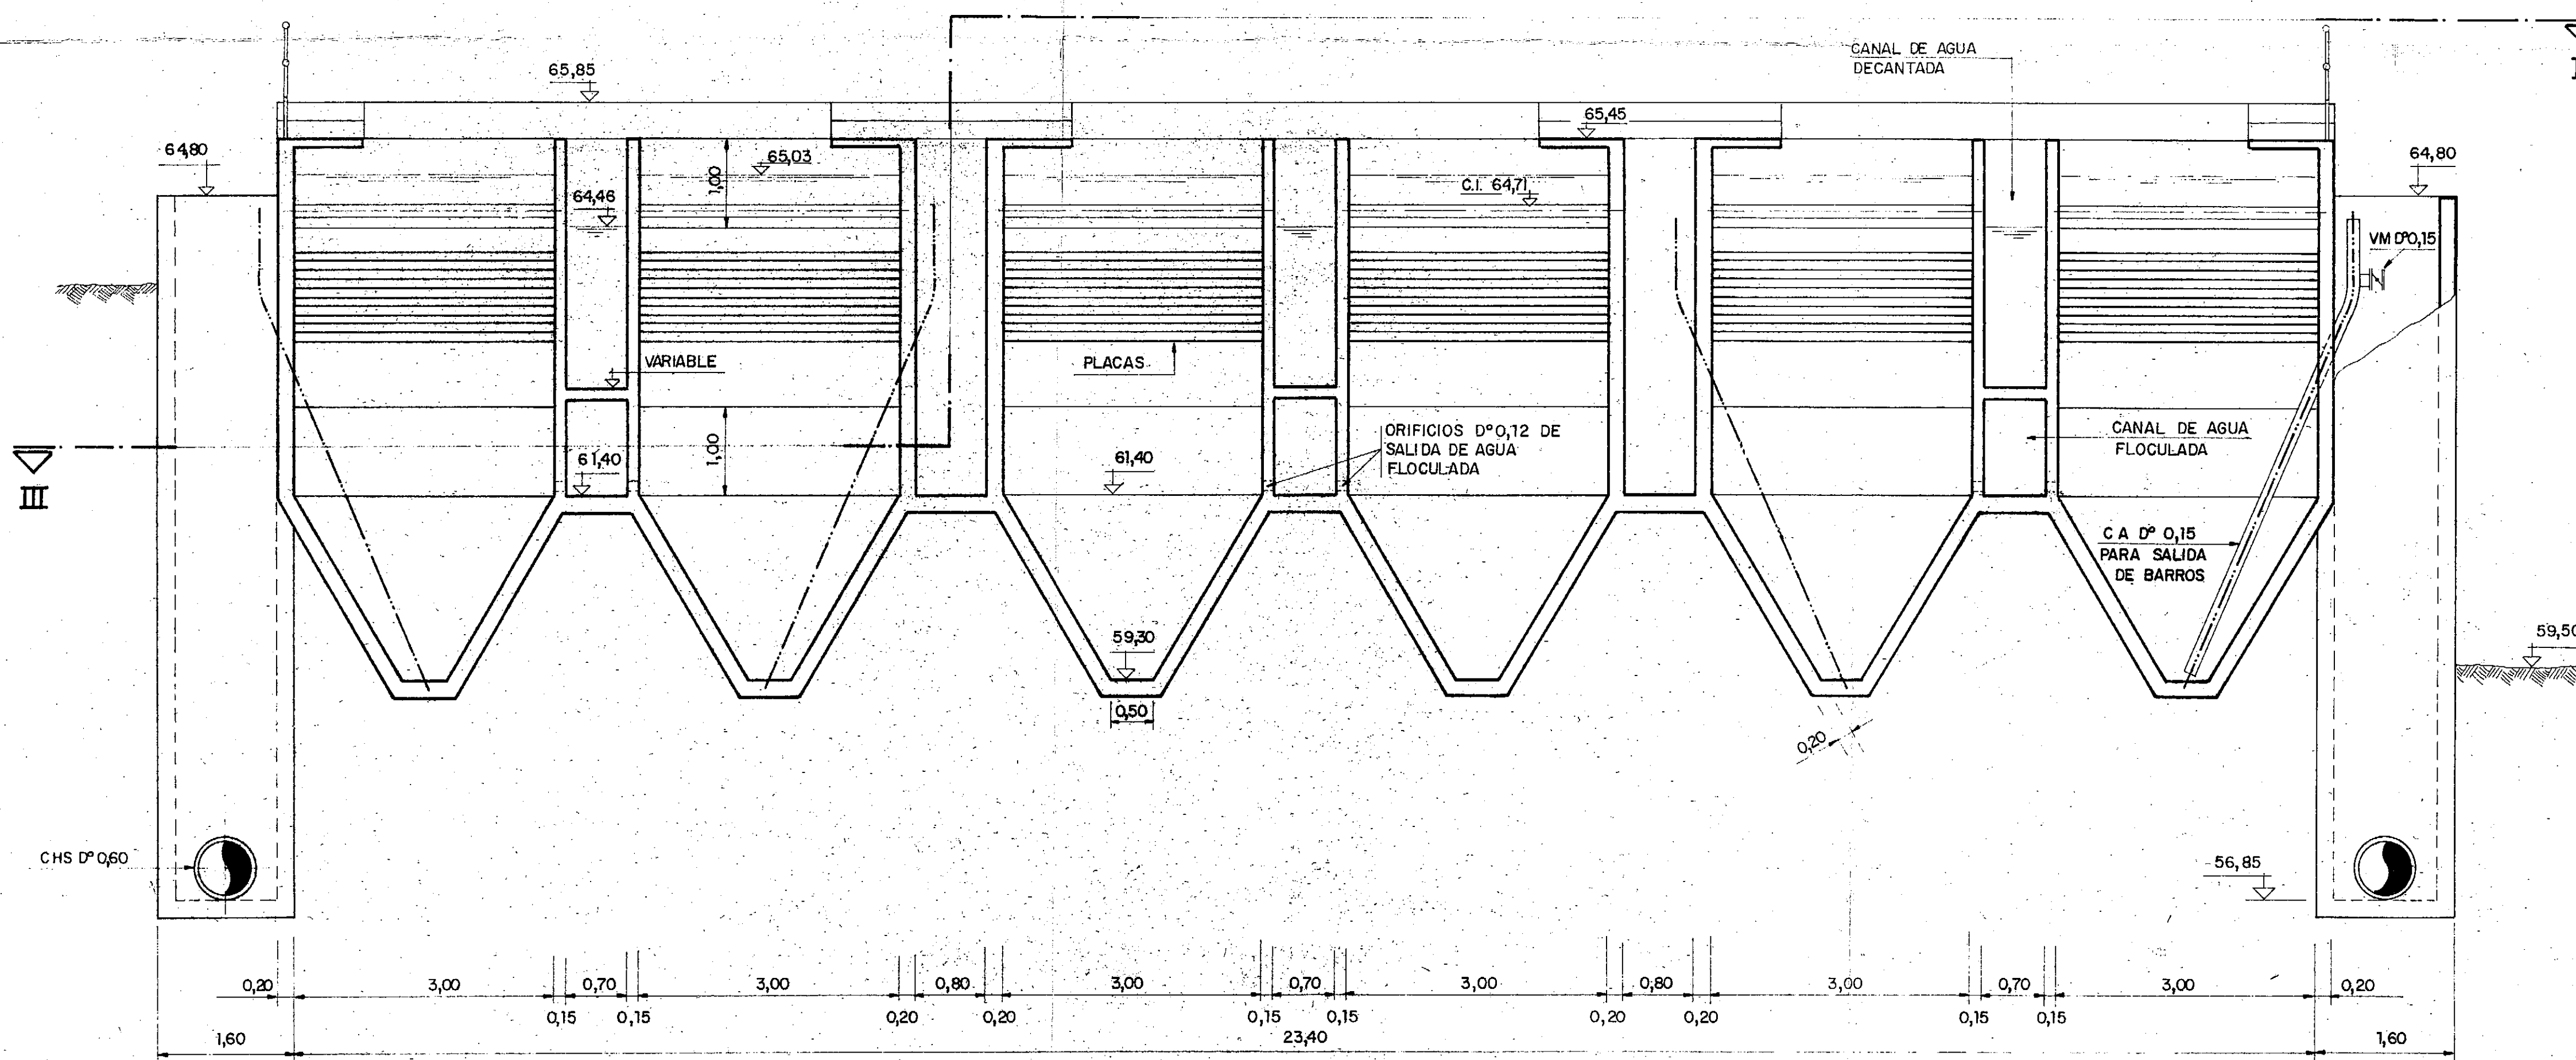 CANAL DE AGUA
DECANTADA
65,85
65,45
64,80
65,03
1,00
64,46
C.I. 64,71
64,80
VM Dº0,15
VARIABLE
PLACAS
ORIFICIOS Dº0,12 DE
SALIDA DE AGUA
FLOCULADA
CANAL DE AGUA
FLOCULADA
1,00
61,40
61,40
III
C A Dº 0,15
PARA SALIDA
DE BARROS
59,30
59,50
0,50
0,20
CHS Dº 0,60
56,85
0,20 3,00 0,70 3,00 0,80 3,00 0,70 3,00 0,80 3,00 0,70 3,00 0,20
0,15 0,15 0,20 0,20 0,15 0,15 0,20 0,20 0,15 0,15
1,60 23,40 1,60